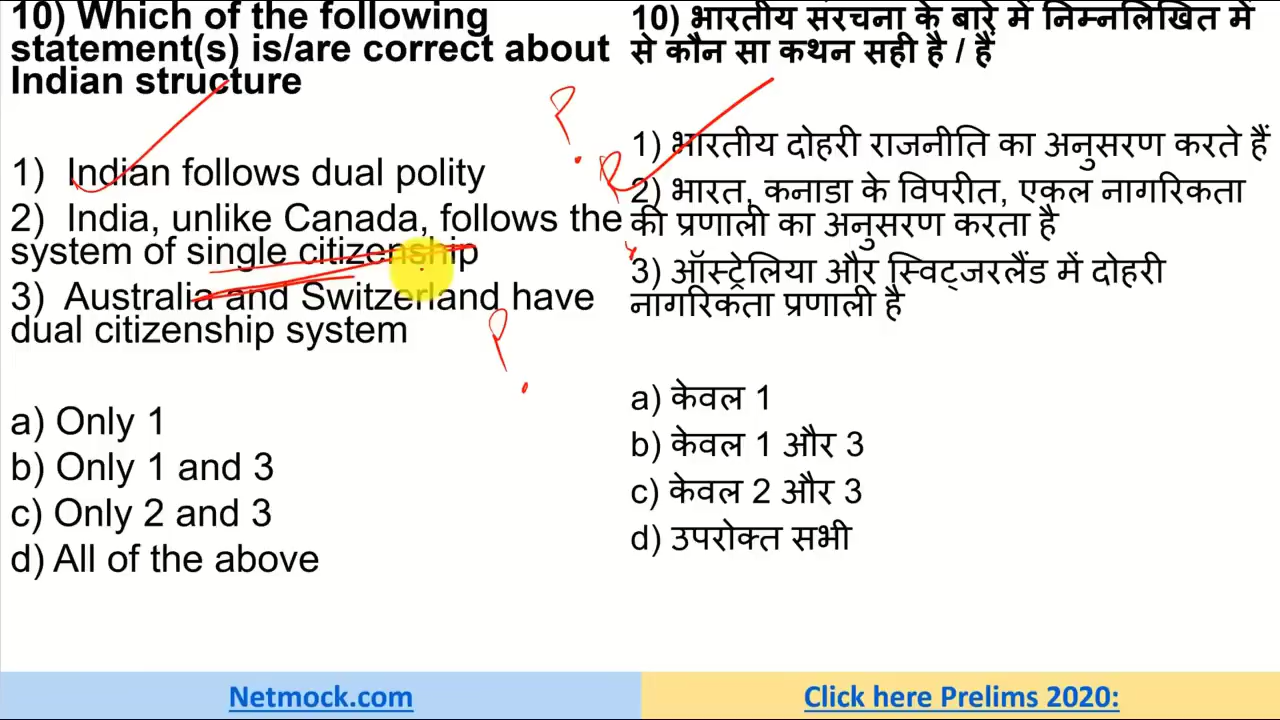 10) Which of the following
statement(s) is/are correct about
Indian structure
1) Indian follows dual polity
2) India, unlike Canada, follows the
system of single citizenship
3) Australia and Switzerland have
dual citizenship system
a) Only 1
b) Only 1 and 3
c) Only 2 and 3
d) All of the above
10) भारतीय संरचना के बारे में निम्नलिखित में
से कौन सा कथन सही है / हैं
1) भारतीय दोहरी राजनीति का अनुसरण करते हैं
2) भारत, कनाडा के विपरीत, एकल नागरिकता
की प्रणाली का अनुसरण करता है
3) ऑस्ट्रेलिया और स्विट्जरलैंड में दोहरी
नागरिकता प्रणाली है
a) केवल 1
b) केवल 1 और 3
c) केवल 2 और 3
d) उपरोक्त सभी
Netmock.com
Click here Prelims 2020: